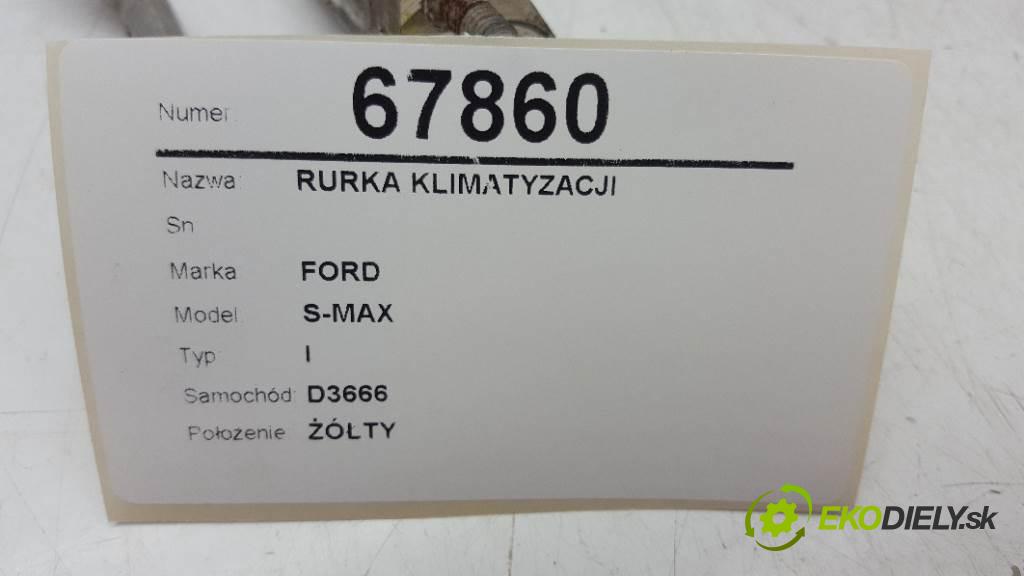 Numer: 67860
Nazwa: RURKA KLIMATYZACJI
Sn
Marka FORD
Model: S-MAX
Typ I
Samochód: D3666
Położenie ŻÓŁTY
EKODIELY.sk